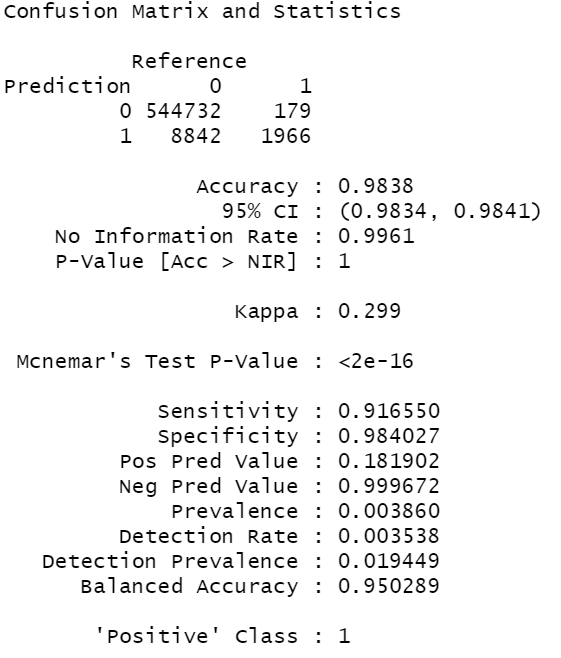 Confusion Matrix and Statistics
Reference
Prediction 0 1
0 544732 179
1 8842 1966
Accuracy : 0.9838
95% CI : (0.9834, 0.9841)
No Information Rate : 0.9961
P-Value [Acc > NIR] : 1
Kappa : 0.299
Mcnemar's Test P-Value : <2e-16
Sensitivity : 0.916550
Specificity : 0.984027
Pos Pred Value : 0.181902
Neg Pred Value : 0.999672
Prevalence : 0.003860
Detection Rate : 0.003538
Detection Prevalence : 0.019449
Balanced Accuracy : 0.950289
'Positive' Class : 1